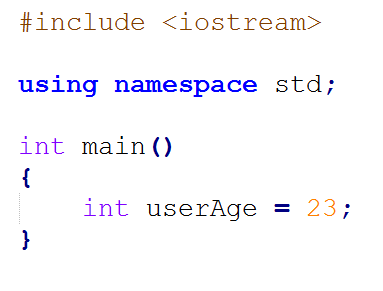 #include <iostream>
using namespace std;
int main()
{
    int userAge = 23;
}